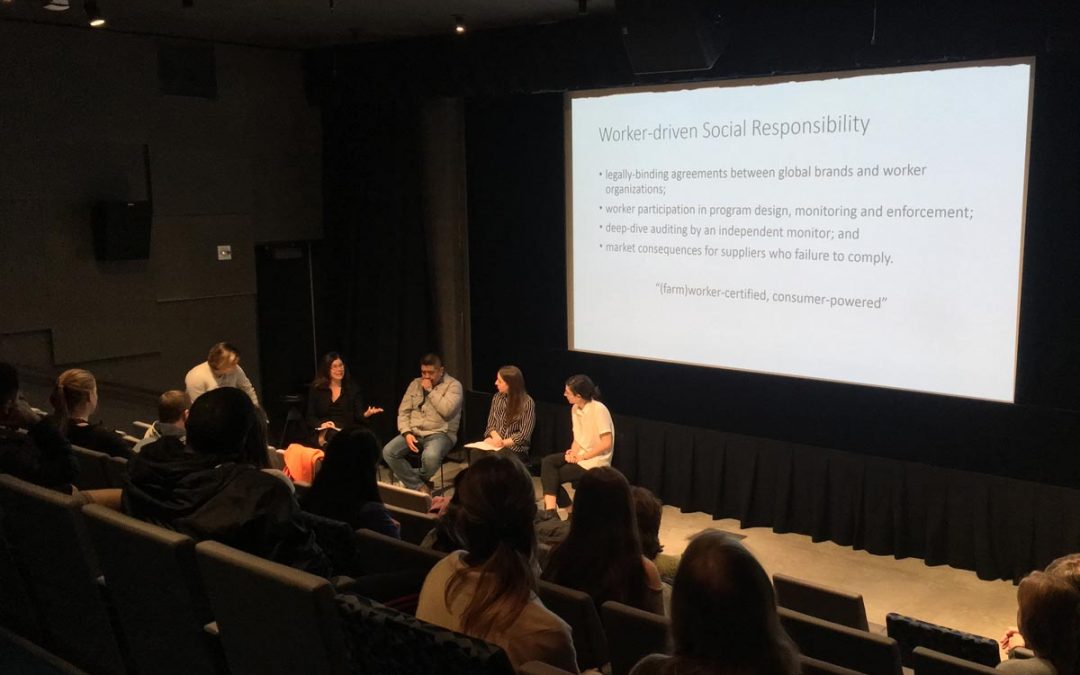 Worker-driven Social Responsibility
• legally-binding agreements between global brands and worker
organizations;
• worker participation in program design, monitoring and enforcement;
• deep-dive auditing by an independent monitor; and
• market consequences for suppliers who failure to comply.
“(farm)worker-certified, consumer-powered”